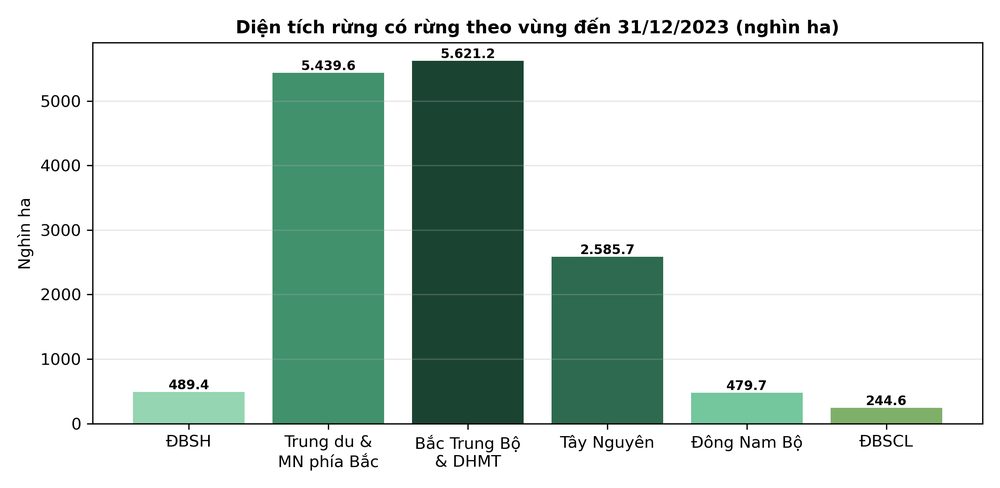 Diện tích rừng có rừng theo vùng đến 31/12/2023 (nghìn ha)
Nghìn ha
5000
4000
3000
2000
1000
0
489.4
5.439.6
5.621.2
2.585.7
479.7
244.6
ĐBSH
Trung du &
MN phía Bắc
Bắc Trung Bộ
& DHMT
Tây Nguyên
Đông Nam Bộ
ĐBSCL